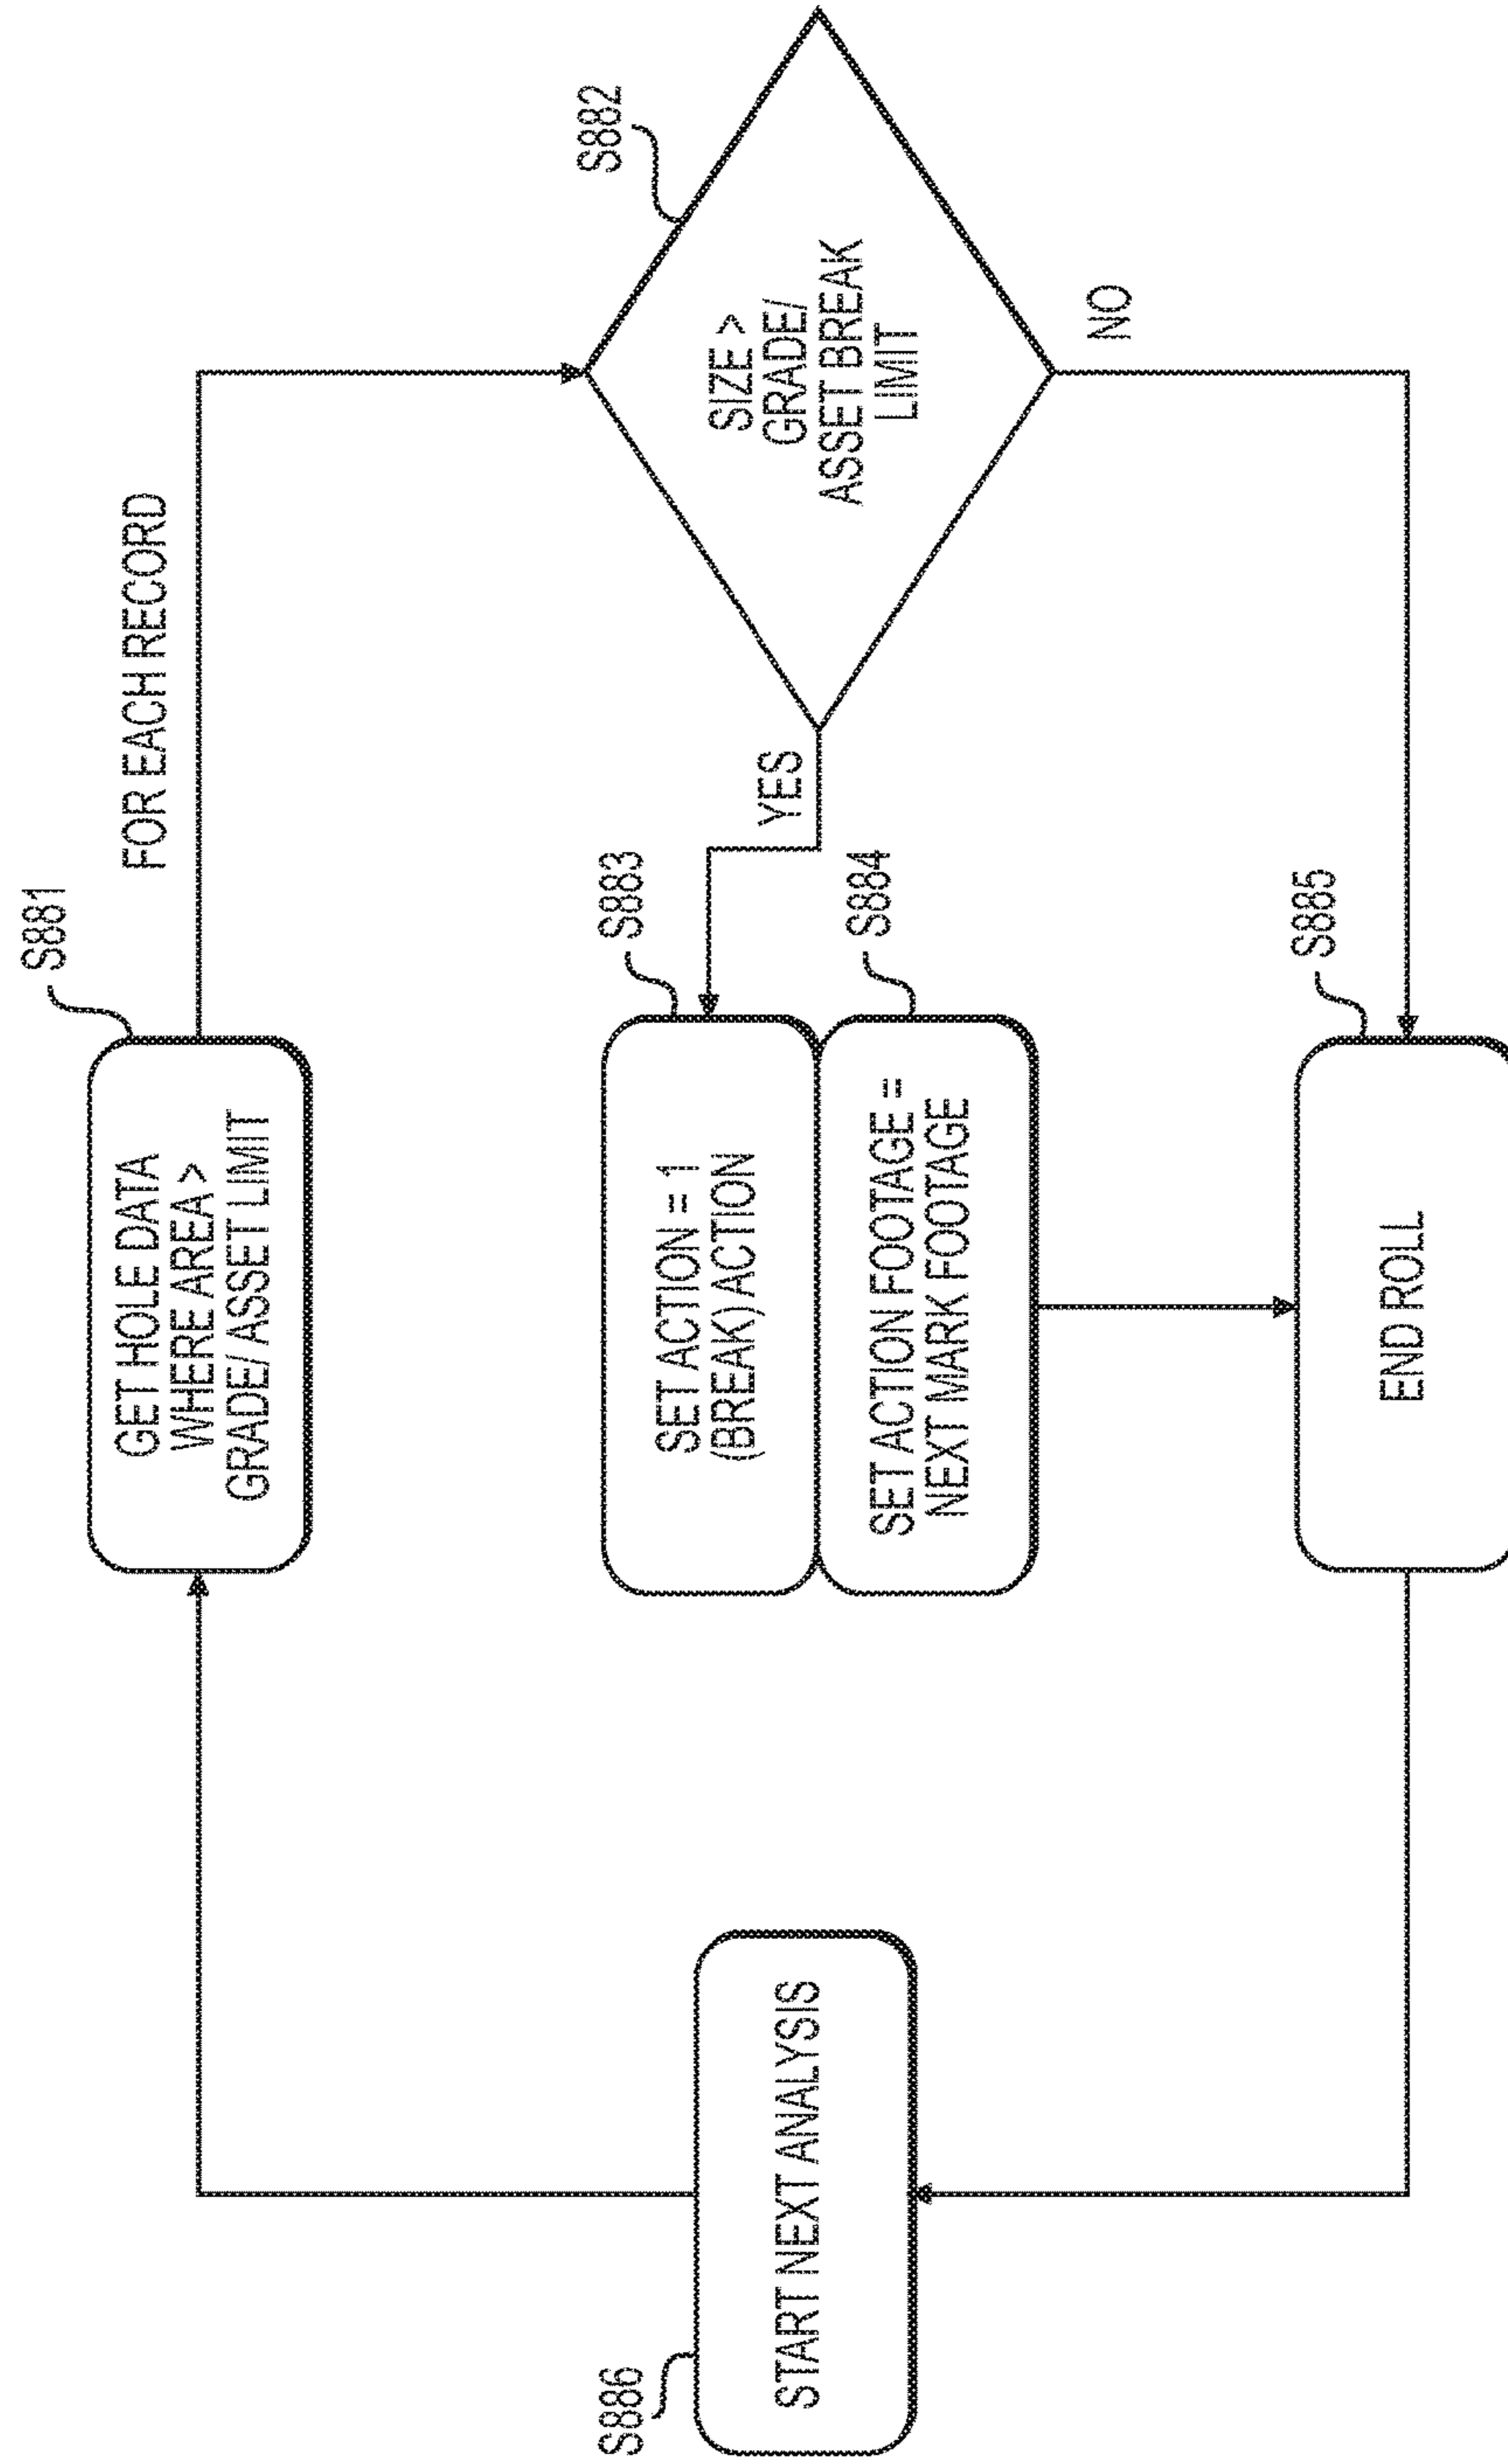 S881
GET HOLE DATA
WHERE AREA >
GRADE/ ASSET LIMIT
FOR EACH RECORD
S882
SIZE >
GRADE/
ASSET BREAK
LIMIT
YES
NO
S883
SET ACTION = 1
(BREAK) ACTION
S884
SET ACTION FOOTAGE =
NEXT MARK FOOTAGE
S885
END ROLL
S886
START NEXT ANALYSIS